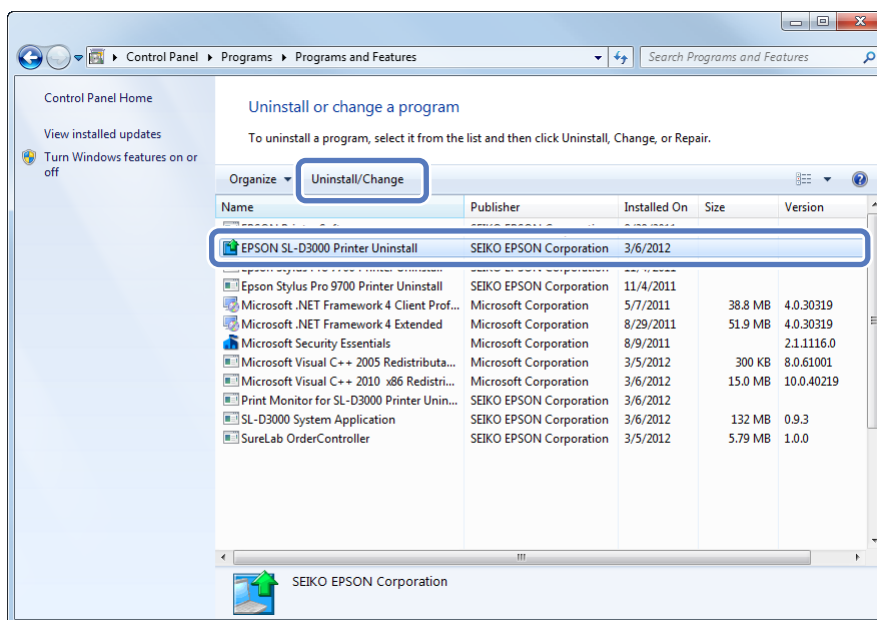 Control Panel Programs Programs and Features Search Programs and Features
Control Panel Home
View installed updates
Turn Windows features on or
off
Uninstall or change a program
To uninstall a program, select it from the list and then click Uninstall, Change, or Repair.
Organize Uninstall/Change
Name Publisher Installed On Size Version
EPSON SL-D3000 Printer Uninstall SEIKO EPSON Corporation 3/6/2012
Epson Stylus Pro 9700 Printer Uninstall SEIKO EPSON Corporation 11/4/2011
Microsoft .NET Framework 4 Client Prof... Microsoft Corporation 5/7/2011 38.8 MB 4.0.30319
Microsoft .NET Framework 4 Extended Microsoft Corporation 8/29/2011 51.9 MB 4.0.30319
Microsoft Security Essentials Microsoft Corporation 8/9/2011 2.1.1116.0
Microsoft Visual C++ 2005 Redistributa... Microsoft Corporation 3/5/2012 300 KB 8.0.61001
Microsoft Visual C++ 2010 x86 Redistri... Microsoft Corporation 3/6/2012 15.0 MB 10.0.40219
Print Monitor for SL-D3000 Printer Unin... SEIKO EPSON Corporation 3/6/2012
SL-D3000 System Application SEIKO EPSON Corporation 3/6/2012 132 MB 0.9.3
SureLab OrderController SEIKO EPSON Corporation 3/5/2012 5.79 MB 1.0.0
SEIKO EPSON Corporation